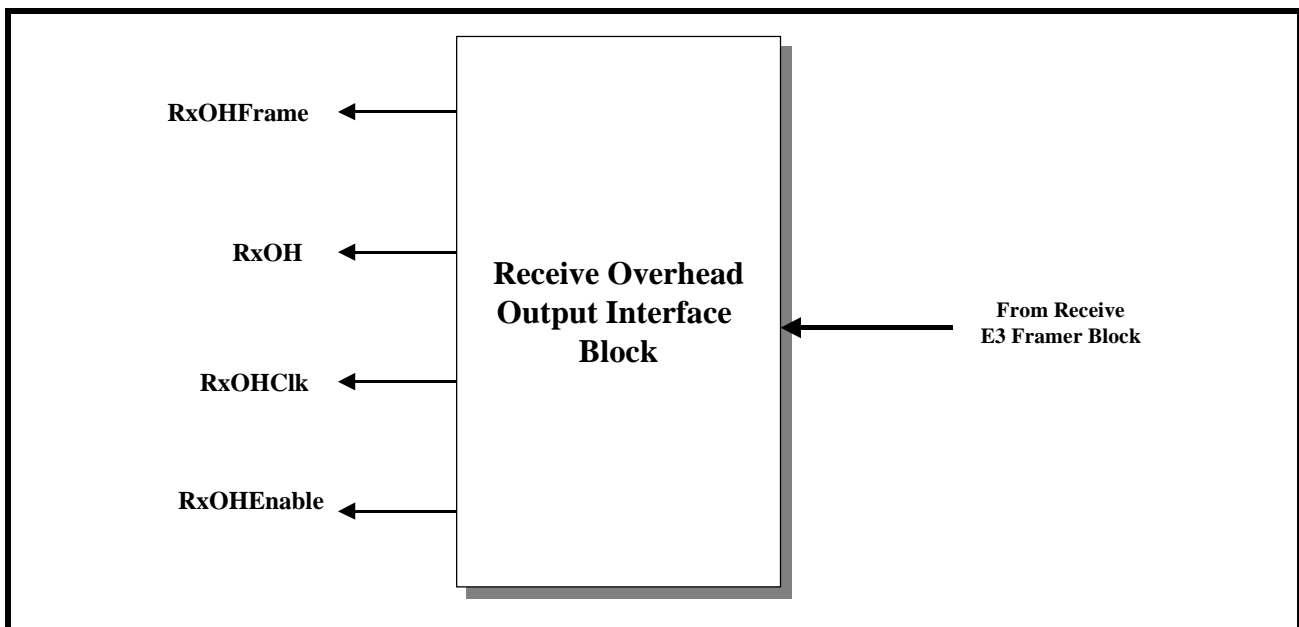 RxOHFrame
RxOH
RxOHClk
RxOHEnable
Receive Overhead
Output Interface
Block
From Receive
E3 Framer Block